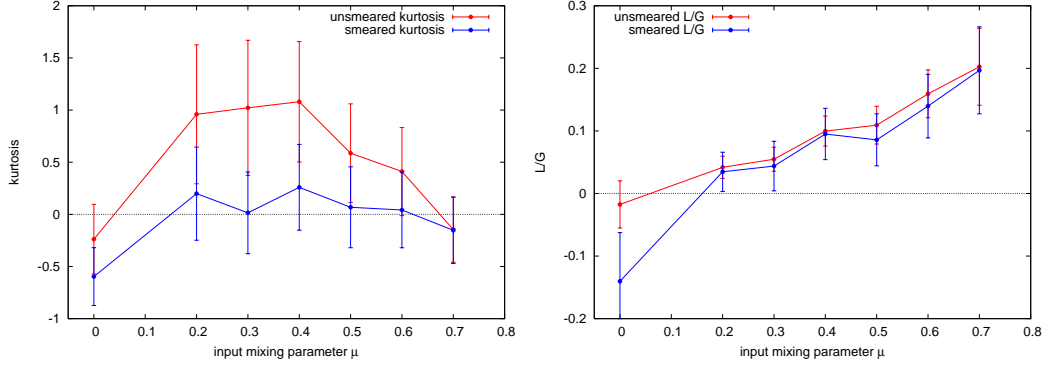 unsmeared kurtosis
smeared kurtosis
kurtosis
2
1.5
1
0.5
0
-0.5
-1
0 0.1 0.2 0.3 0.4 0.5 0.6 0.7 0.8
input mixing parameter μ
unsmeared L/G
smeared L/G
L/G
0.3
0.2
0.1
0
-0.1
-0.2
0 0.1 0.2 0.3 0.4 0.5 0.6 0.7 0.8
input mixing parameter μ